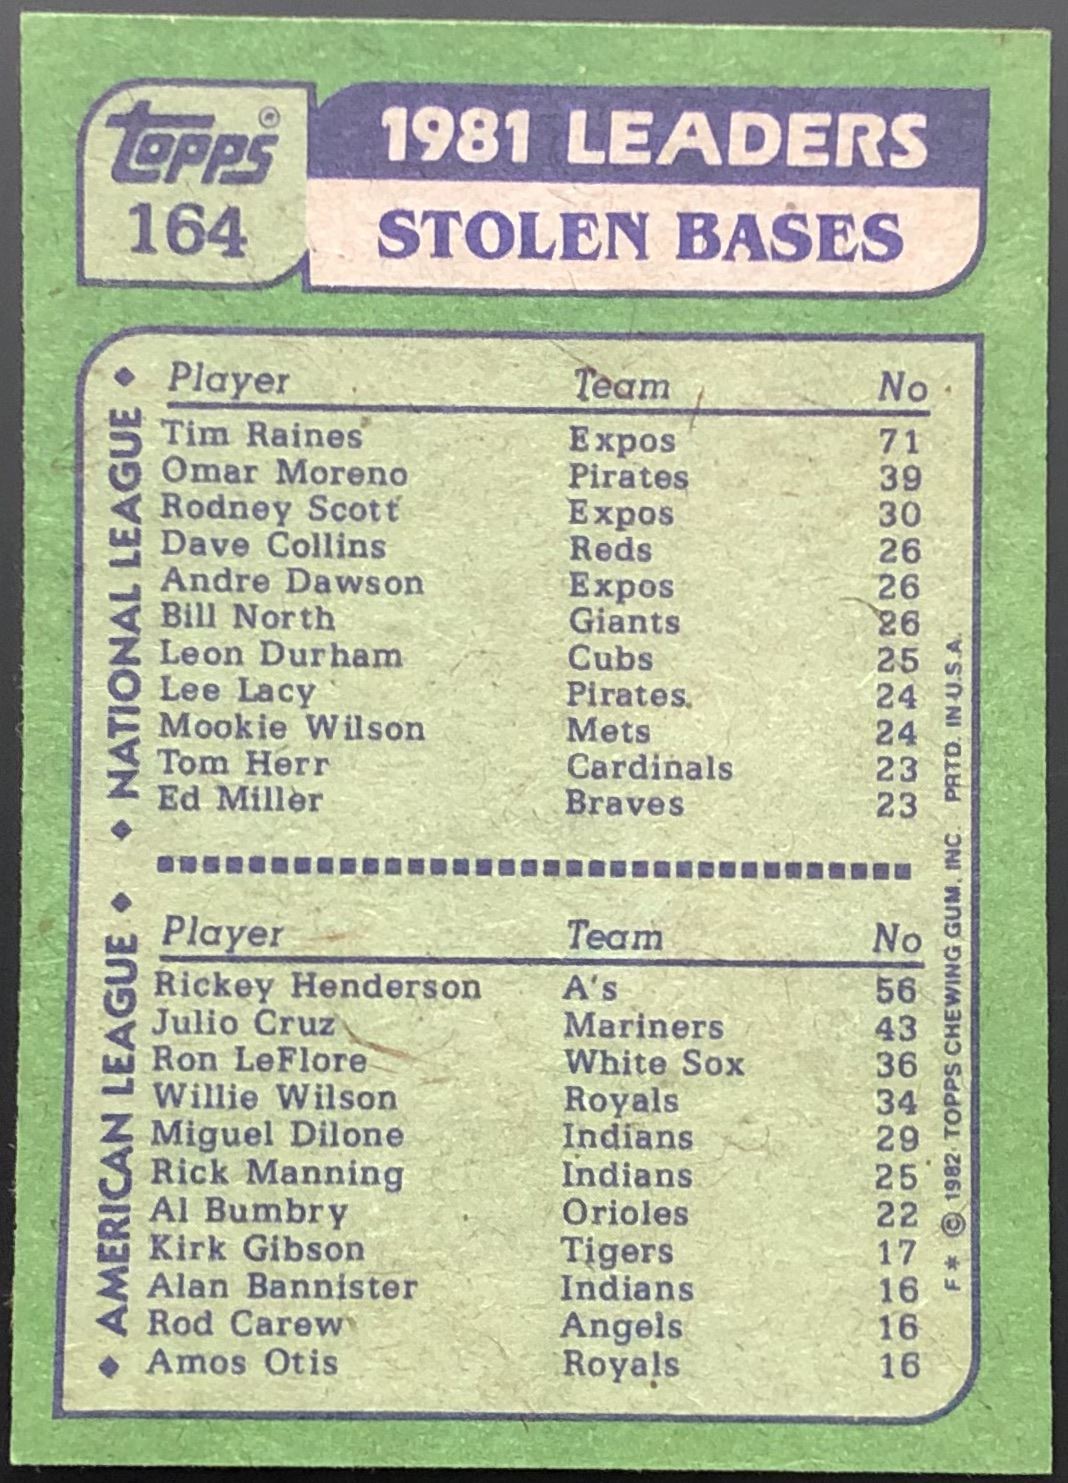 Topps®
164
1981 LEADERS
STOLEN BASES
NATIONAL LEAGUE
Player Team No
Tim Raines Expos 71
Omar Moreno Pirates 39
Rodney Scott Expos 30
Dave Collins Reds 26
Andre Dawson Expos 26
Bill North Giants 26
Leon Durham Cubs 25
Lee Lacy Pirates 24
Mookie Wilson Mets 24
Tom Herr Cardinals 23
Ed Miller Braves 23
AMERICAN LEAGUE
Player Team No
Rickey Henderson A's 56
Julio Cruz Mariners 43
Ron LeFlore White Sox 36
Willie Wilson Royals 34
Miguel Dilone Indians 29
Rick Manning Indians 25
Al Bumbry Orioles 22
Kirk Gibson Tigers 17
Alan Bannister Indians 16
Rod Carew Angels 16
Amos Otis Royals 16
F* © 1982 TOPPS CHEWING GUM, INC. PRTD. IN U.S.A.